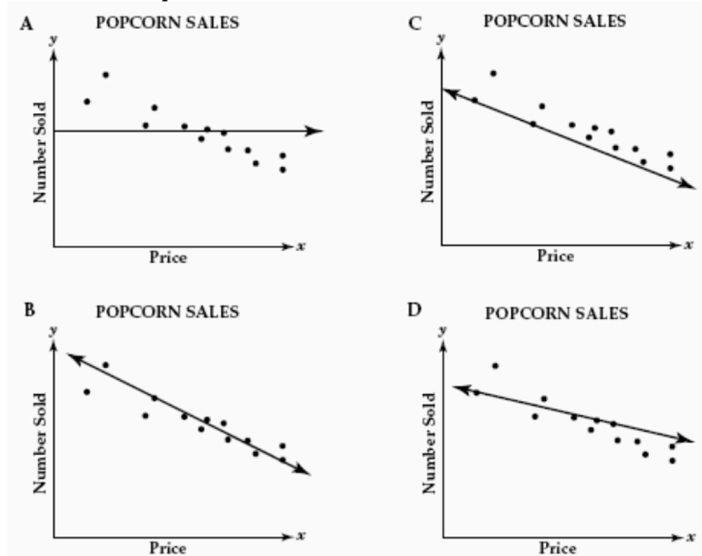 A
POPCORN SALES
y
Number Sold
x
Price
C
POPCORN SALES
y
Number Sold
x
Price
B
POPCORN SALES
y
Number Sold
x
Price
D
POPCORN SALES
y
Number Sold
x
Price